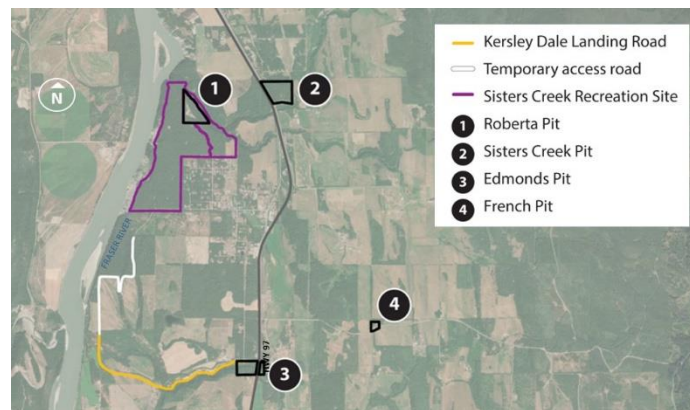 Kersley Dale Landing Road
Temporary access road
Sisters Creek Recreation Site
1 Roberta Pit
2 Sisters Creek Pit
3 Edmonds Pit
4 French Pit
N
1
2
FRASER RIVER
4
HWY 97
3